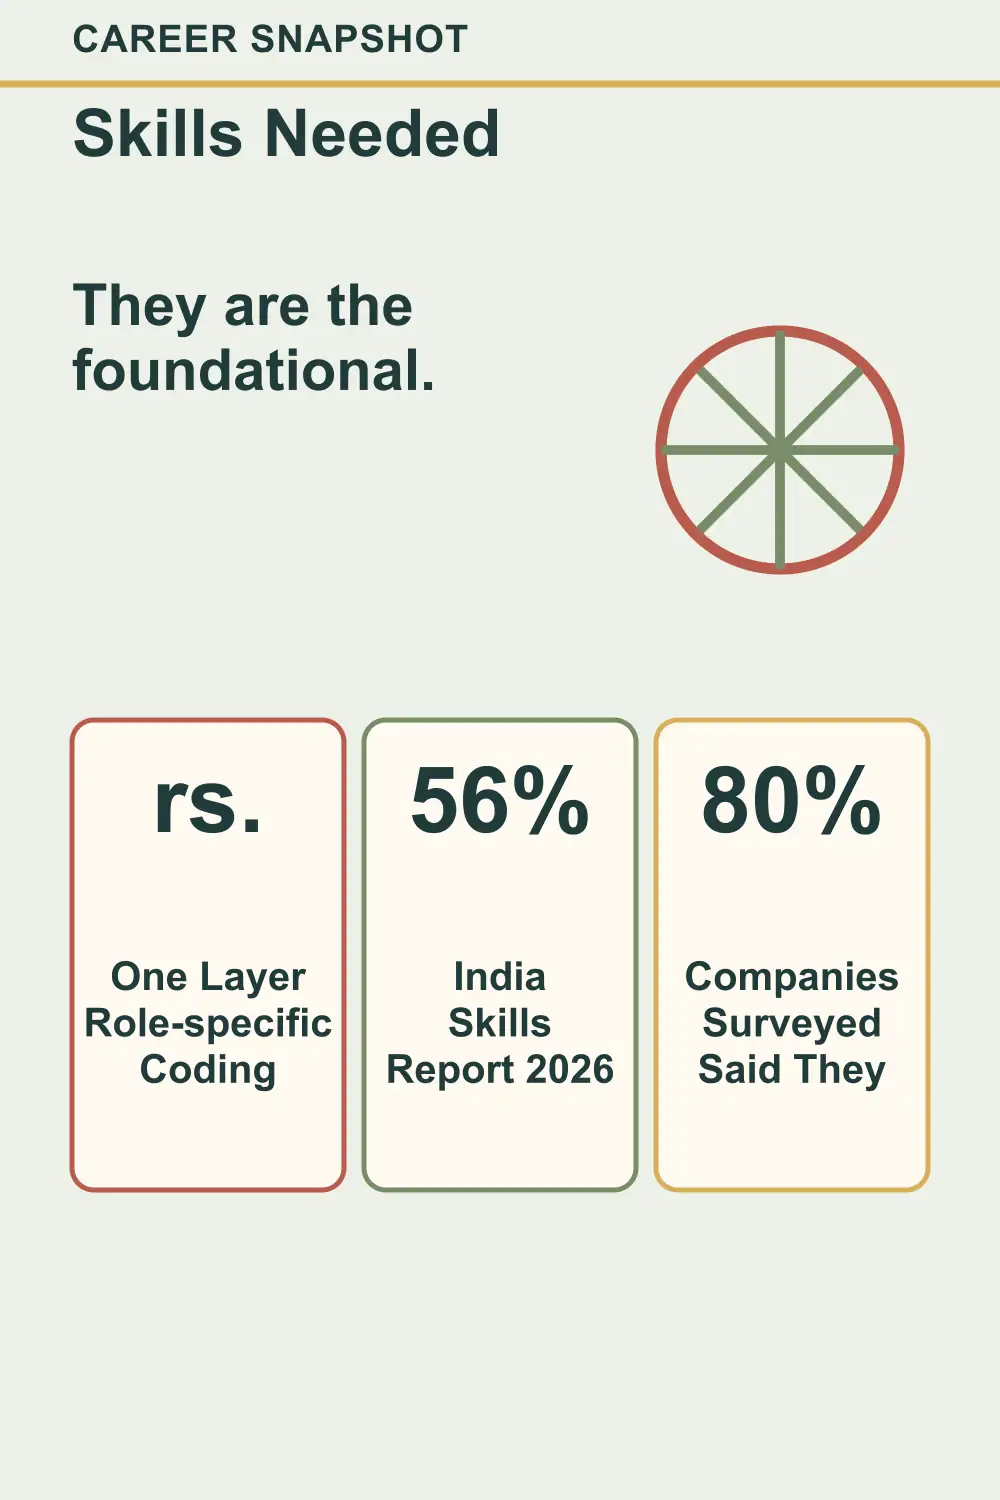 CAREER SNAPSHOT
Skills Needed
They are the
foundational.
rs.
One Layer
Role-specific
Coding
56%
India
Skills
Report 2026
80%
Companies
Surveyed
Said They